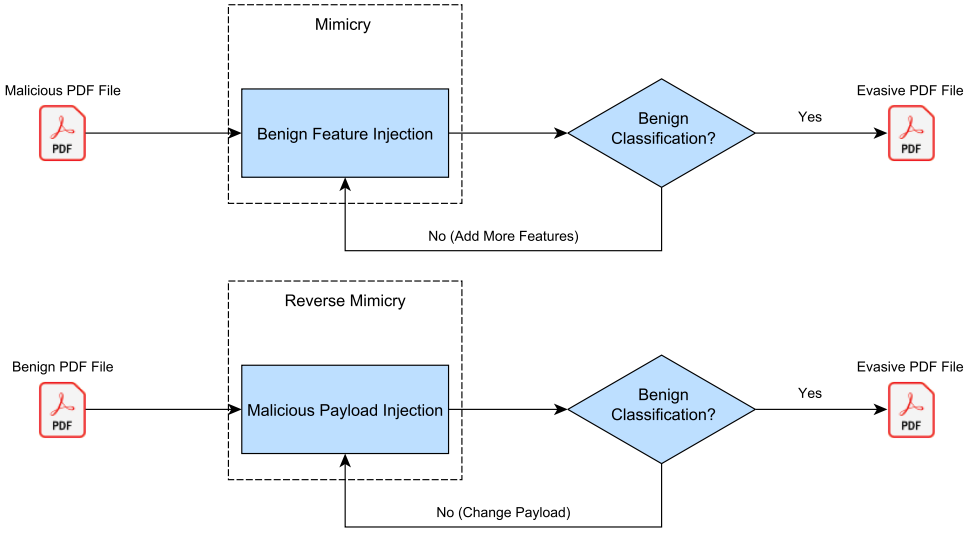 Mimicry
Malicious PDF File
PDF
Benign Feature Injection
Benign
Classification?
Yes
Evasive PDF File
PDF
No (Add More Features)
Reverse Mimicry
Benign PDF File
PDF
Malicious Payload Injection
Benign
Classification?
Yes
Evasive PDF File
PDF
No (Change Payload)